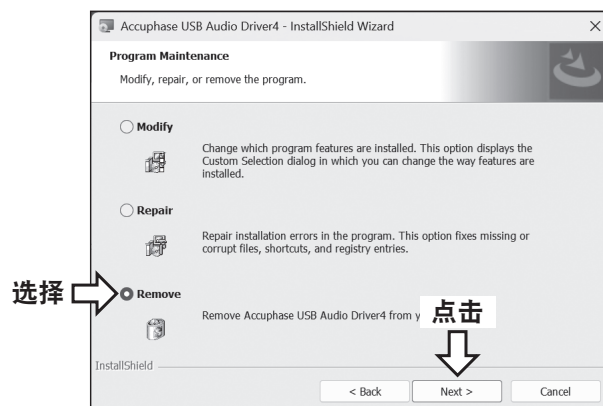 Accuphase USB Audio Driver4 - InstallShield Wizard
Program Maintenance
Modify, repair, or remove the program.
Modify
Change which program features are installed. This option displays the
Custom Selection dialog in which you can change the way features are
installed.
Repair
Repair installation errors in the program. This option fixes missing or
corrupt files, shortcuts, and registry entries.
选择
Remove
Remove Accuphase USB Audio Driver4 from
点击
InstallShield
< Back
Next >
Cancel